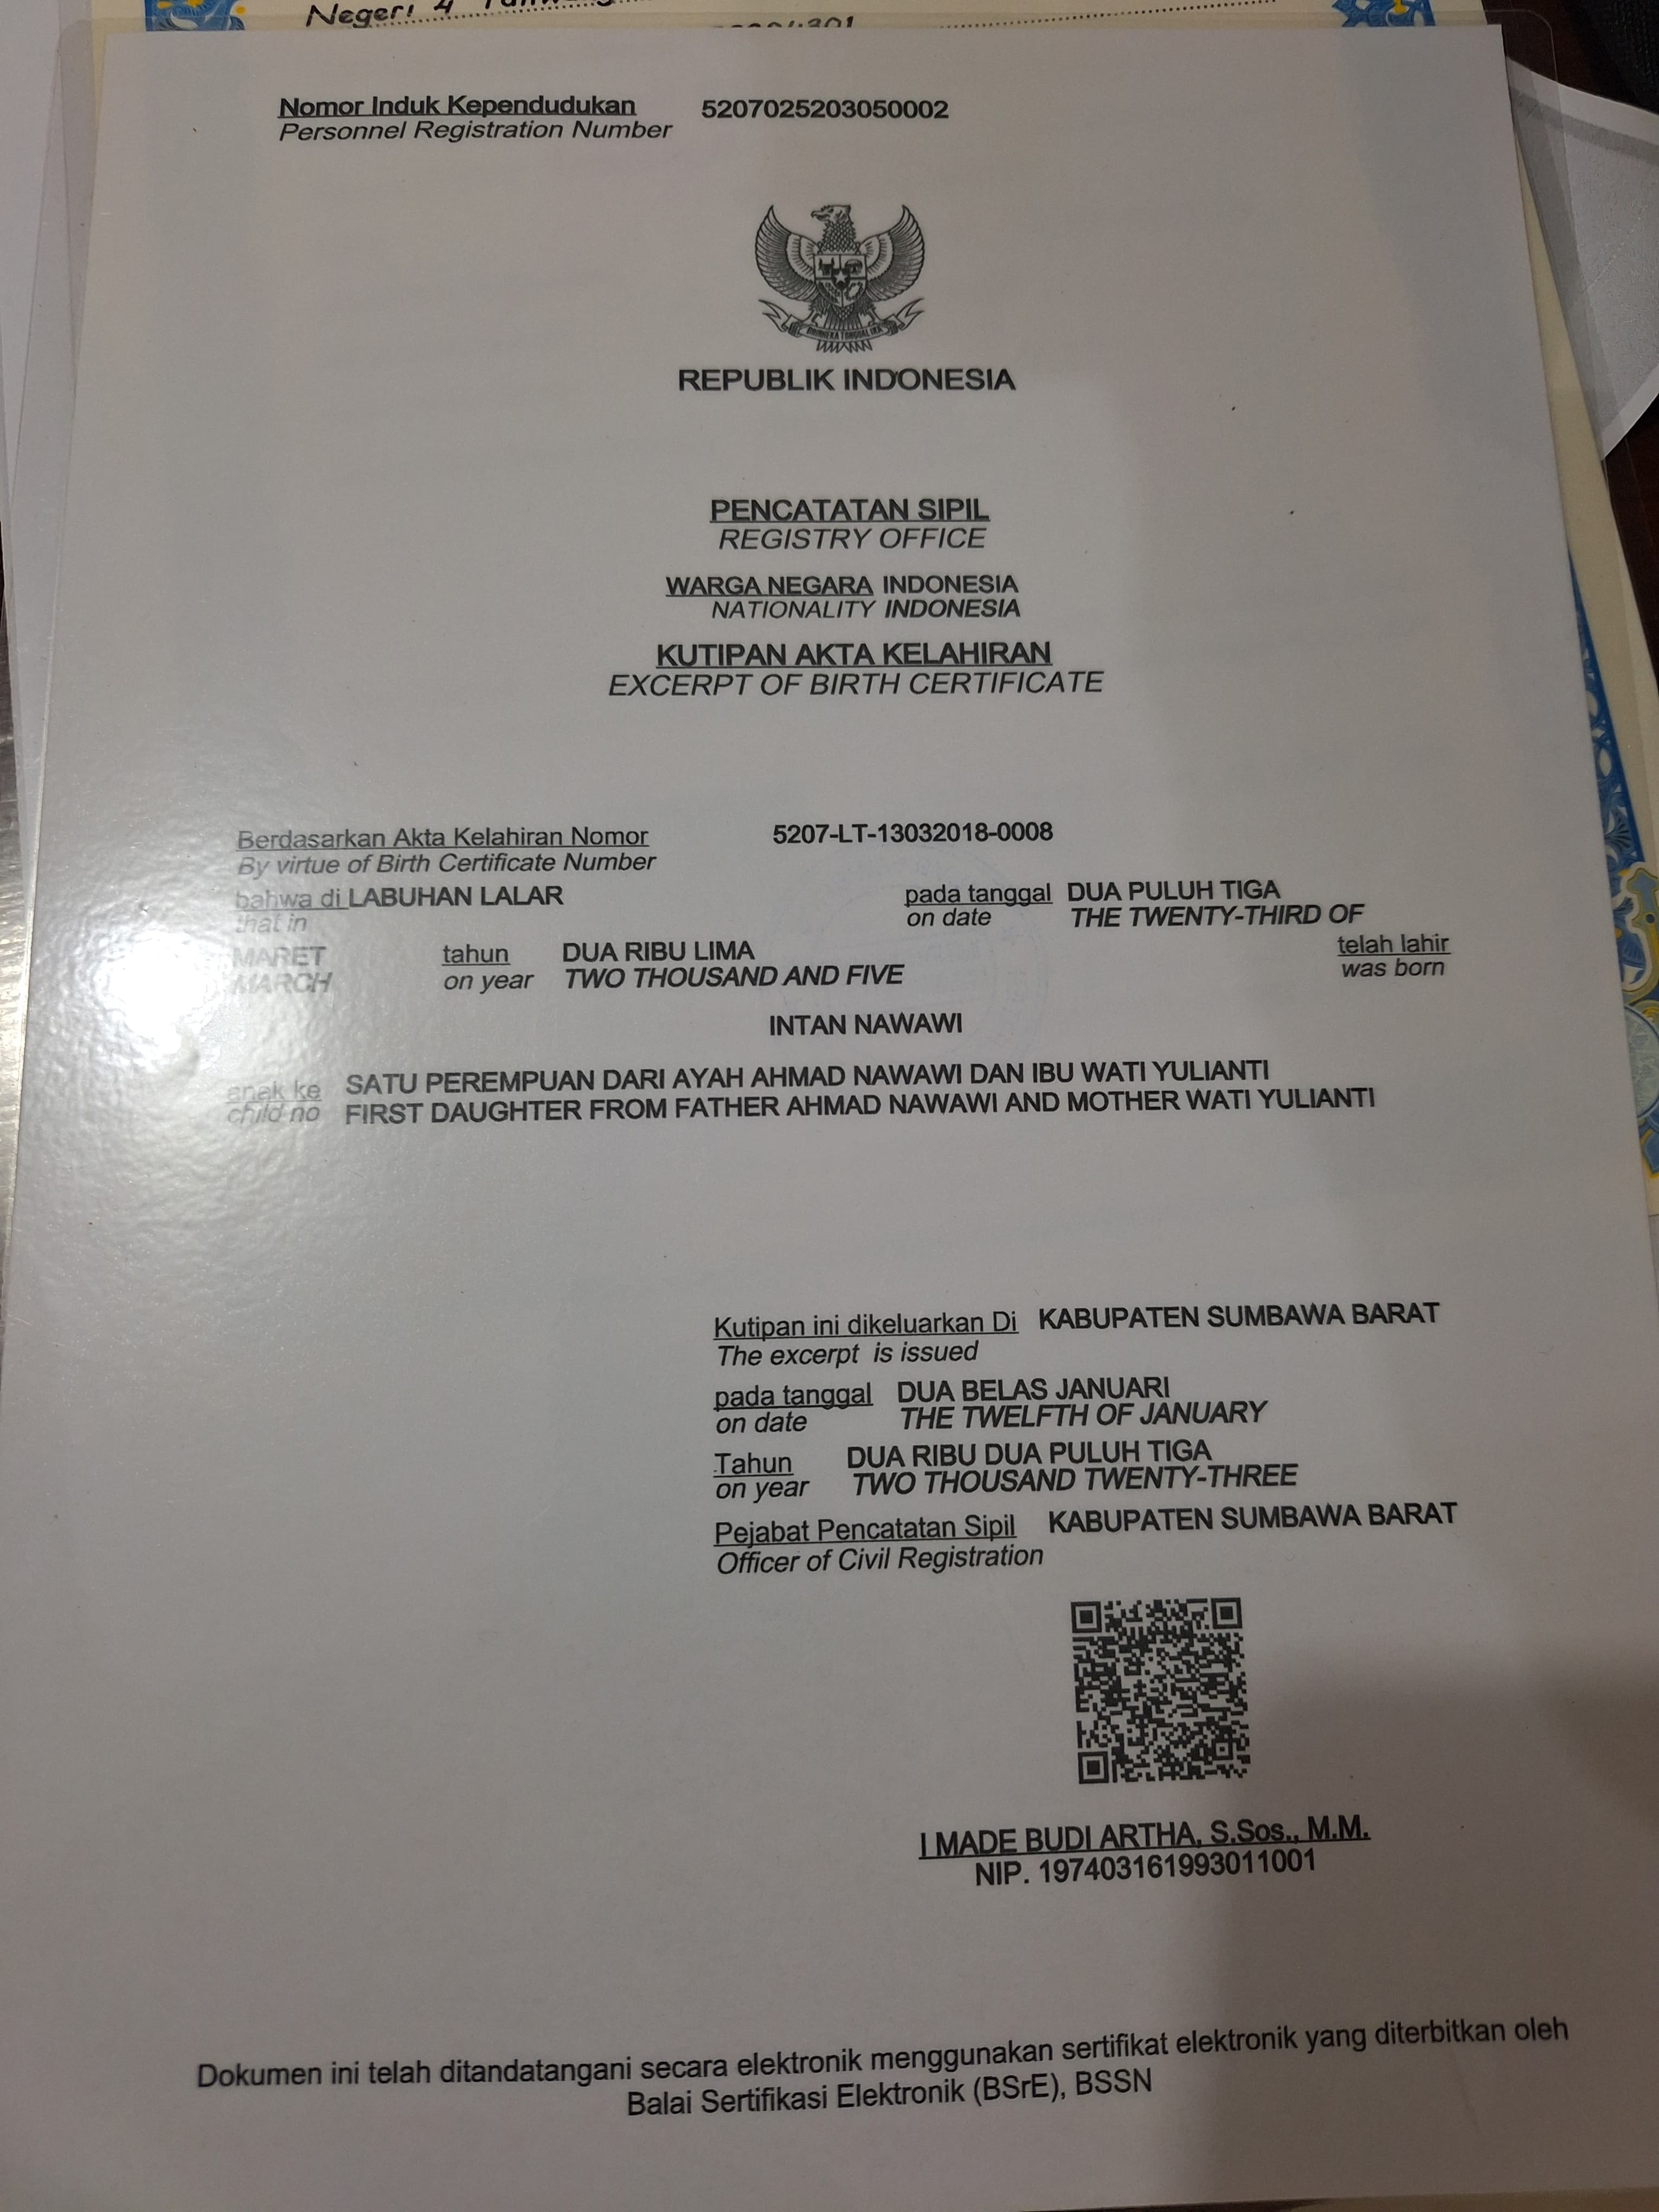 Negeri 4
Nomor Induk Kependudukan 5207025203050002
Personnel Registration Number
BHINNEKA TUNGGAL IKA
REPUBLIK INDONESIA
PENCATATAN SIPIL
REGISTRY OFFICE
WARGA NEGARA INDONESIA
NATIONALITY INDONESIA
KUTIPAN AKTA KELAHIRAN
EXCERPT OF BIRTH CERTIFICATE
Berdasarkan Akta Kelahiran Nomor 5207-LT-13032018-0008
By virtue of Birth Certificate Number
bahwa di LABUHAN LALAR pada tanggal DUA PULUH TIGA
that in on date THE TWENTY-THIRD OF
MARET tahun DUA RIBU LIMA telah lahir
MARCH on year TWO THOUSAND AND FIVE was born
INTAN NAWAWI
anak ke SATU PEREMPUAN DARI AYAH AHMAD NAWAWI DAN IBU WATI YULIANTI
child no FIRST DAUGHTER FROM FATHER AHMAD NAWAWI AND MOTHER WATI YULIANTI
Kutipan ini dikeluarkan Di KABUPATEN SUMBAWA BARAT
The excerpt is issued
pada tanggal DUA BELAS JANUARI
on date THE TWELFTH OF JANUARY
Tahun DUA RIBU DUA PULUH TIGA
on year TWO THOUSAND TWENTY-THREE
Pejabat Pencatatan Sipil KABUPATEN SUMBAWA BARAT
Officer of Civil Registration
I MADE BUDI ARTHA, S.Sos., M.M.
NIP. 197403161993011001
Dokumen ini telah ditandatangani secara elektronik menggunakan sertifikat elektronik yang diterbitkan oleh
Balai Sertifikasi Elektronik (BSrE), BSSN